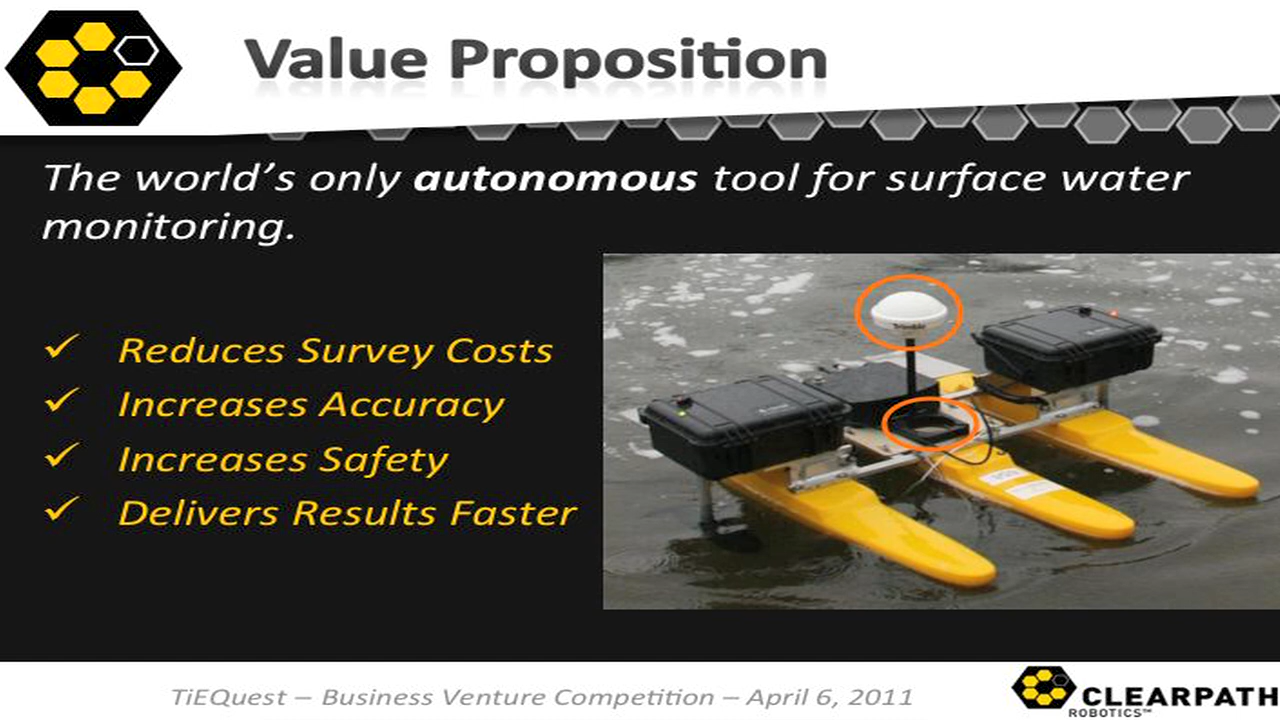 Value Proposition
The world's only autonomous tool for surface water
monitoring.
✓ Reduces Survey Costs
✓ Increases Accuracy
✓ Increases Safety
✓ Delivers Results Faster
Trimble
TiEQuest – Business Venture Competition – April 6, 2011
CLEARPATH
ROBOTICS™